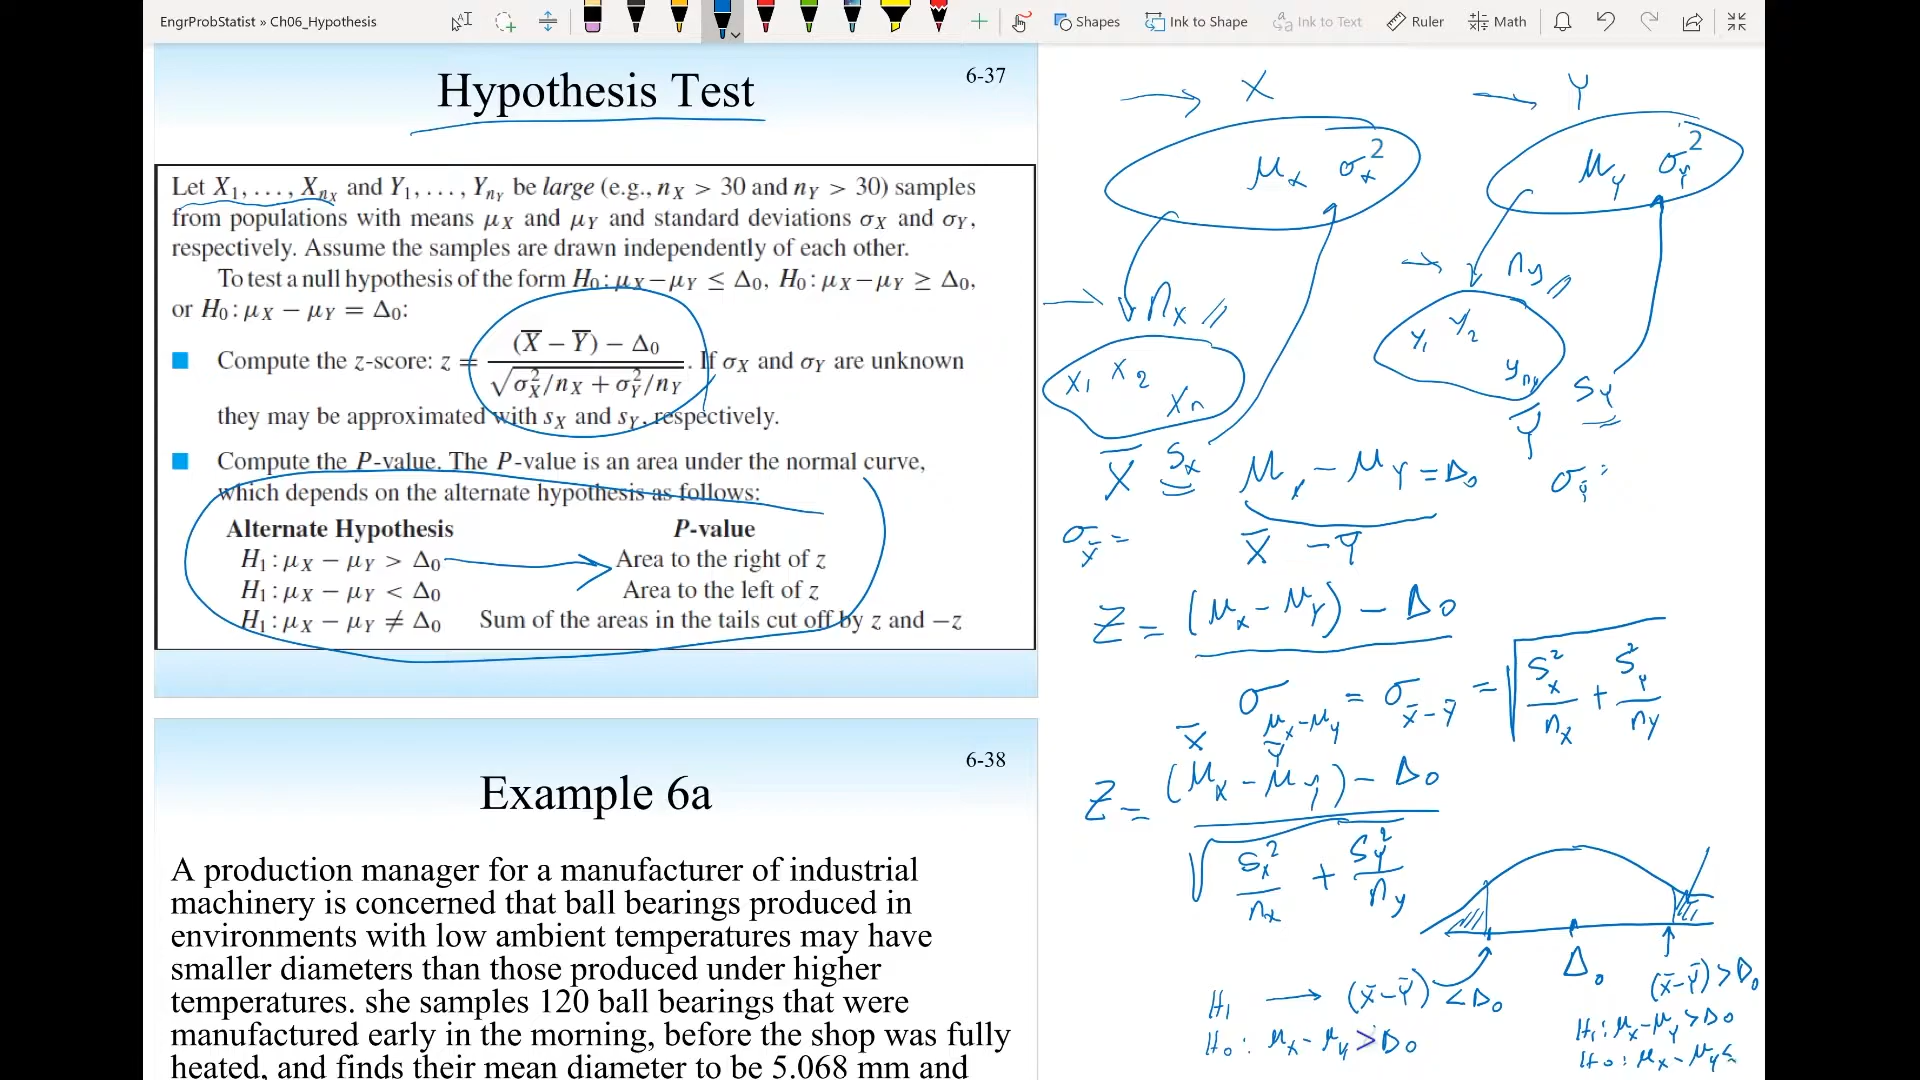 EngrProbStatist » Ch06_Hypothesis
Shapes
Ink to Shape
Ink to Text
Ruler
Math
Hypothesis Test
6-37
Let X1, . . . , XnX and Y1, . . . , YnY be large (e.g., nX > 30 and nY > 30) samples
from populations with means μX and μY and standard deviations σX and σY,
respectively. Assume the samples are drawn independently of each other.
To test a null hypothesis of the form H0 : μX − μY ≤ Δ0, H0 : μX − μY ≥ Δ0,
or H0 : μX − μY = Δ0:
Compute the z-score: z = (X̅ − Y̅) − Δ0 / √σ²X/nX + σ²Y/nY . If σX and σY are unknown
they may be approximated with sX and sY, respectively.
Compute the P-value. The P-value is an area under the normal curve,
which depends on the alternate hypothesis as follows:
Alternate Hypothesis P-value
H1 : μX − μY > Δ0 Area to the right of z
H1 : μX − μY < Δ0 Area to the left of z
H1 : μX − μY ≠ Δ0 Sum of the areas in the tails cut off by z and −z
6-38
Example 6a
A production manager for a manufacturer of industrial
machinery is concerned that ball bearings produced in
environments with low ambient temperatures may have
smaller diameters than those produced under higher
temperatures. she samples 120 ball bearings that were
manufactured early in the morning, before the shop was fully
heated, and finds their mean diameter to be 5.068 mm and
X Y
μx σx² μy σy²
nx ny
x1 x2 xn
y1 y2 yny
X̅ Sx Y̅ Sy
μx − μy = Δ0
σx̅ = σy̅ :
X̅ − Y̅
Z = (μx − μy) − Δ0
σμx−μy = σx̅−y̅ = √Sx²/nx + Sy²/ny
X̅ Y̅
Z = (μx − μy) − Δ0
√Sx²/nx + Sy²/ny
Δ0
(x̅−y̅) > Δ0
H1 → (x̅−y̅) < Δ0
H0 : μx − μy > Δ0
H1 : μx − μy > Δ0
H0 : μx − μy ≤